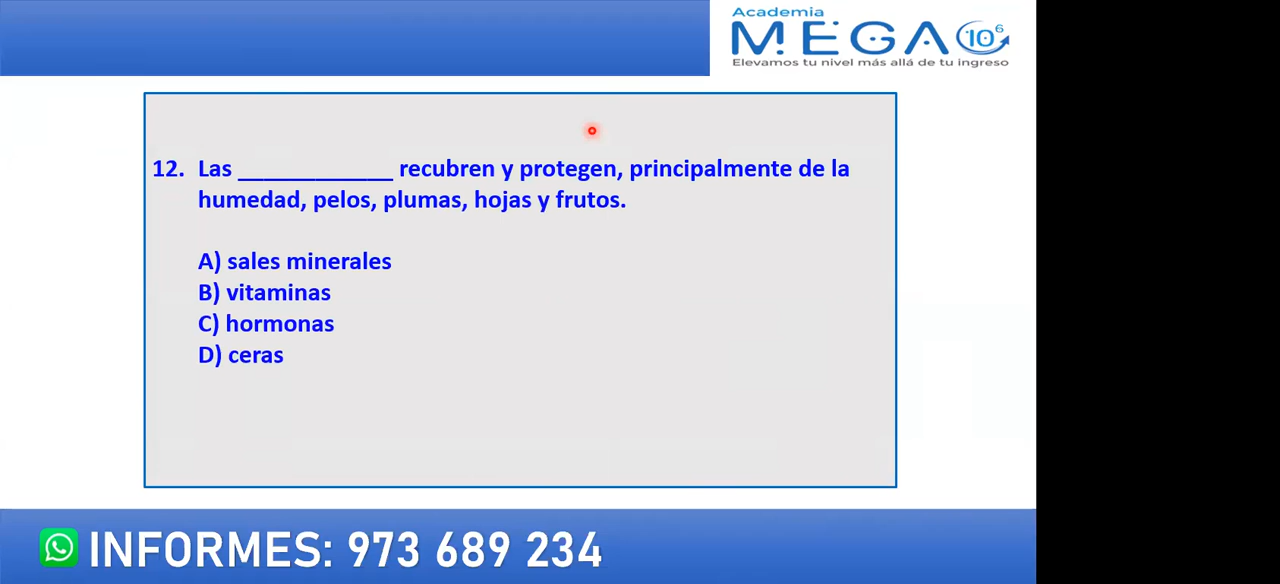 Academia
MEGA 10⁶
Elevamos tu nivel más allá de tu ingreso
12. Las ____________ recubren y protegen, principalmente de la
humedad, pelos, plumas, hojas y frutos.
A) sales minerales
B) vitaminas
C) hormonas
D) ceras
INFORMES: 973 689 234